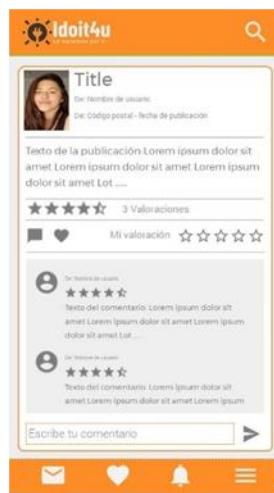 Idoit4u
Title
De: Nombre de usuario
De: Código postal - fecha de publicación
Texto de la publicación Lorem ipsum dolor sit
amet Lorem ipsum dolor sit amet Lorem ipsum
dolor sit amet Lot ....
3 Valoraciones
Mi valoración
De: Nombre de usuario
Texto del comentario: Lorem ipsum dolor sit
amet Lorem ipsum dolor sit amet Lorem ipsum
dolor sit amet Lot ...
De: Nombre de usuario
Texto del comentario: Lorem ipsum dolor sit
amet Lorem ipsum dolor sit amet Lorem ipsum
dolor sit amet Lot ...
Escribe tu comentario